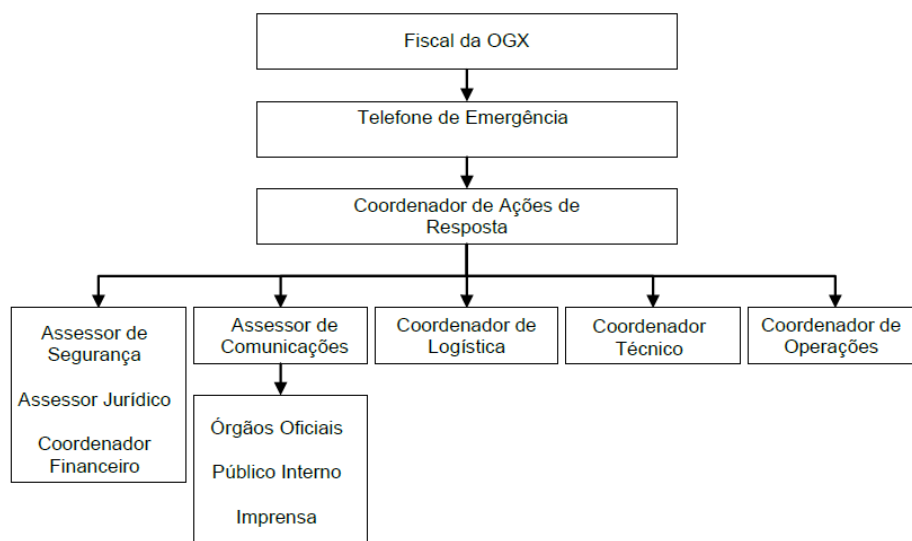 Fiscal da OGX
Telefone de Emergência
Coordenador de Ações de
Resposta
Assessor de
Segurança
Assessor Jurídico
Coordenador
Financeiro
Assessor de
Comunicações
Coordenador de
Logística
Coordenador
Técnico
Coordenador de
Operações
Órgãos Oficiais
Público Interno
Imprensa